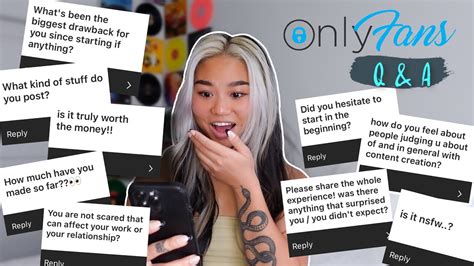 What's been the
biggest drawback for
you since starting if
anything?
Reply
What kind of stuff do
you post?
is it truly worth
the money!!
Reply
How much have you
made so far??👀
Reply
You are not scared that
can affect your work or
your relationship?
Reply
OnlyFans
Q & A
Did you hesitate to
start in the
beginning?
Reply
how do you feel about
people judging u about
of and in general with
content creation?
Reply
Please share the whole
experience! was there
anything that surprised
you / you didn't expect?
Reply
is it nsfw..?
Reply